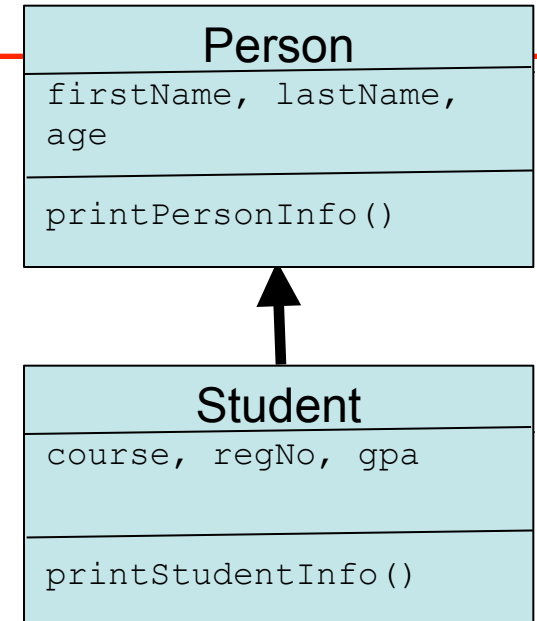 Person
firstName, lastName,
age
printPersonInfo()
Student
course, regNo, gpa
printStudentInfo()